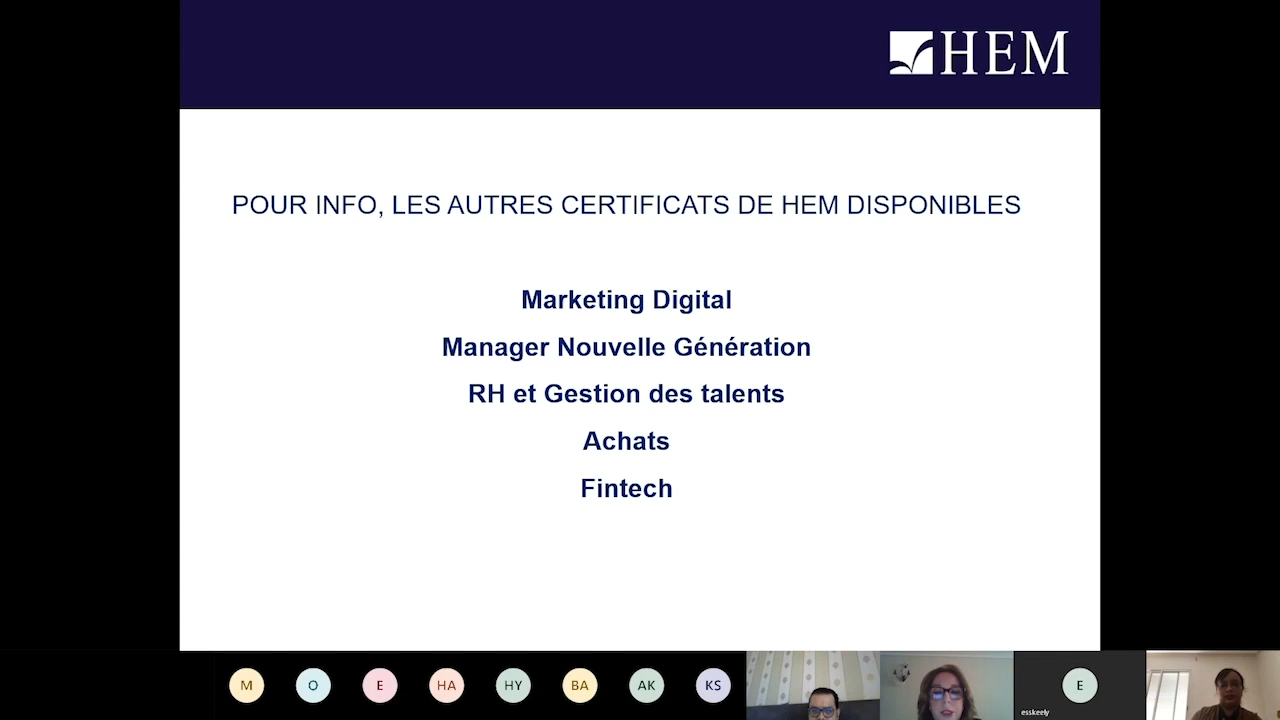 HEM
POUR INFO, LES AUTRES CERTIFICATS DE HEM DISPONIBLES
Marketing Digital
Manager Nouvelle Génération
RH et Gestion des talents
Achats
Fintech
M O E HA HY BA AK KS E
esskeely